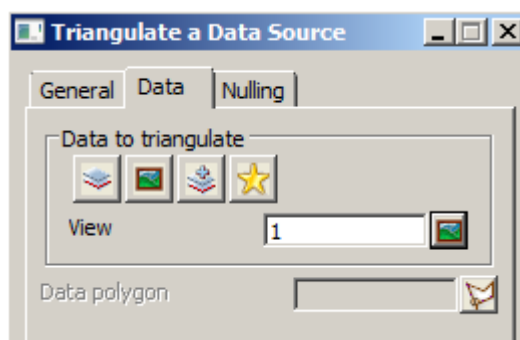 Triangulate a Data Source
General Data Nulling
Data to triangulate
View 1
Data polygon